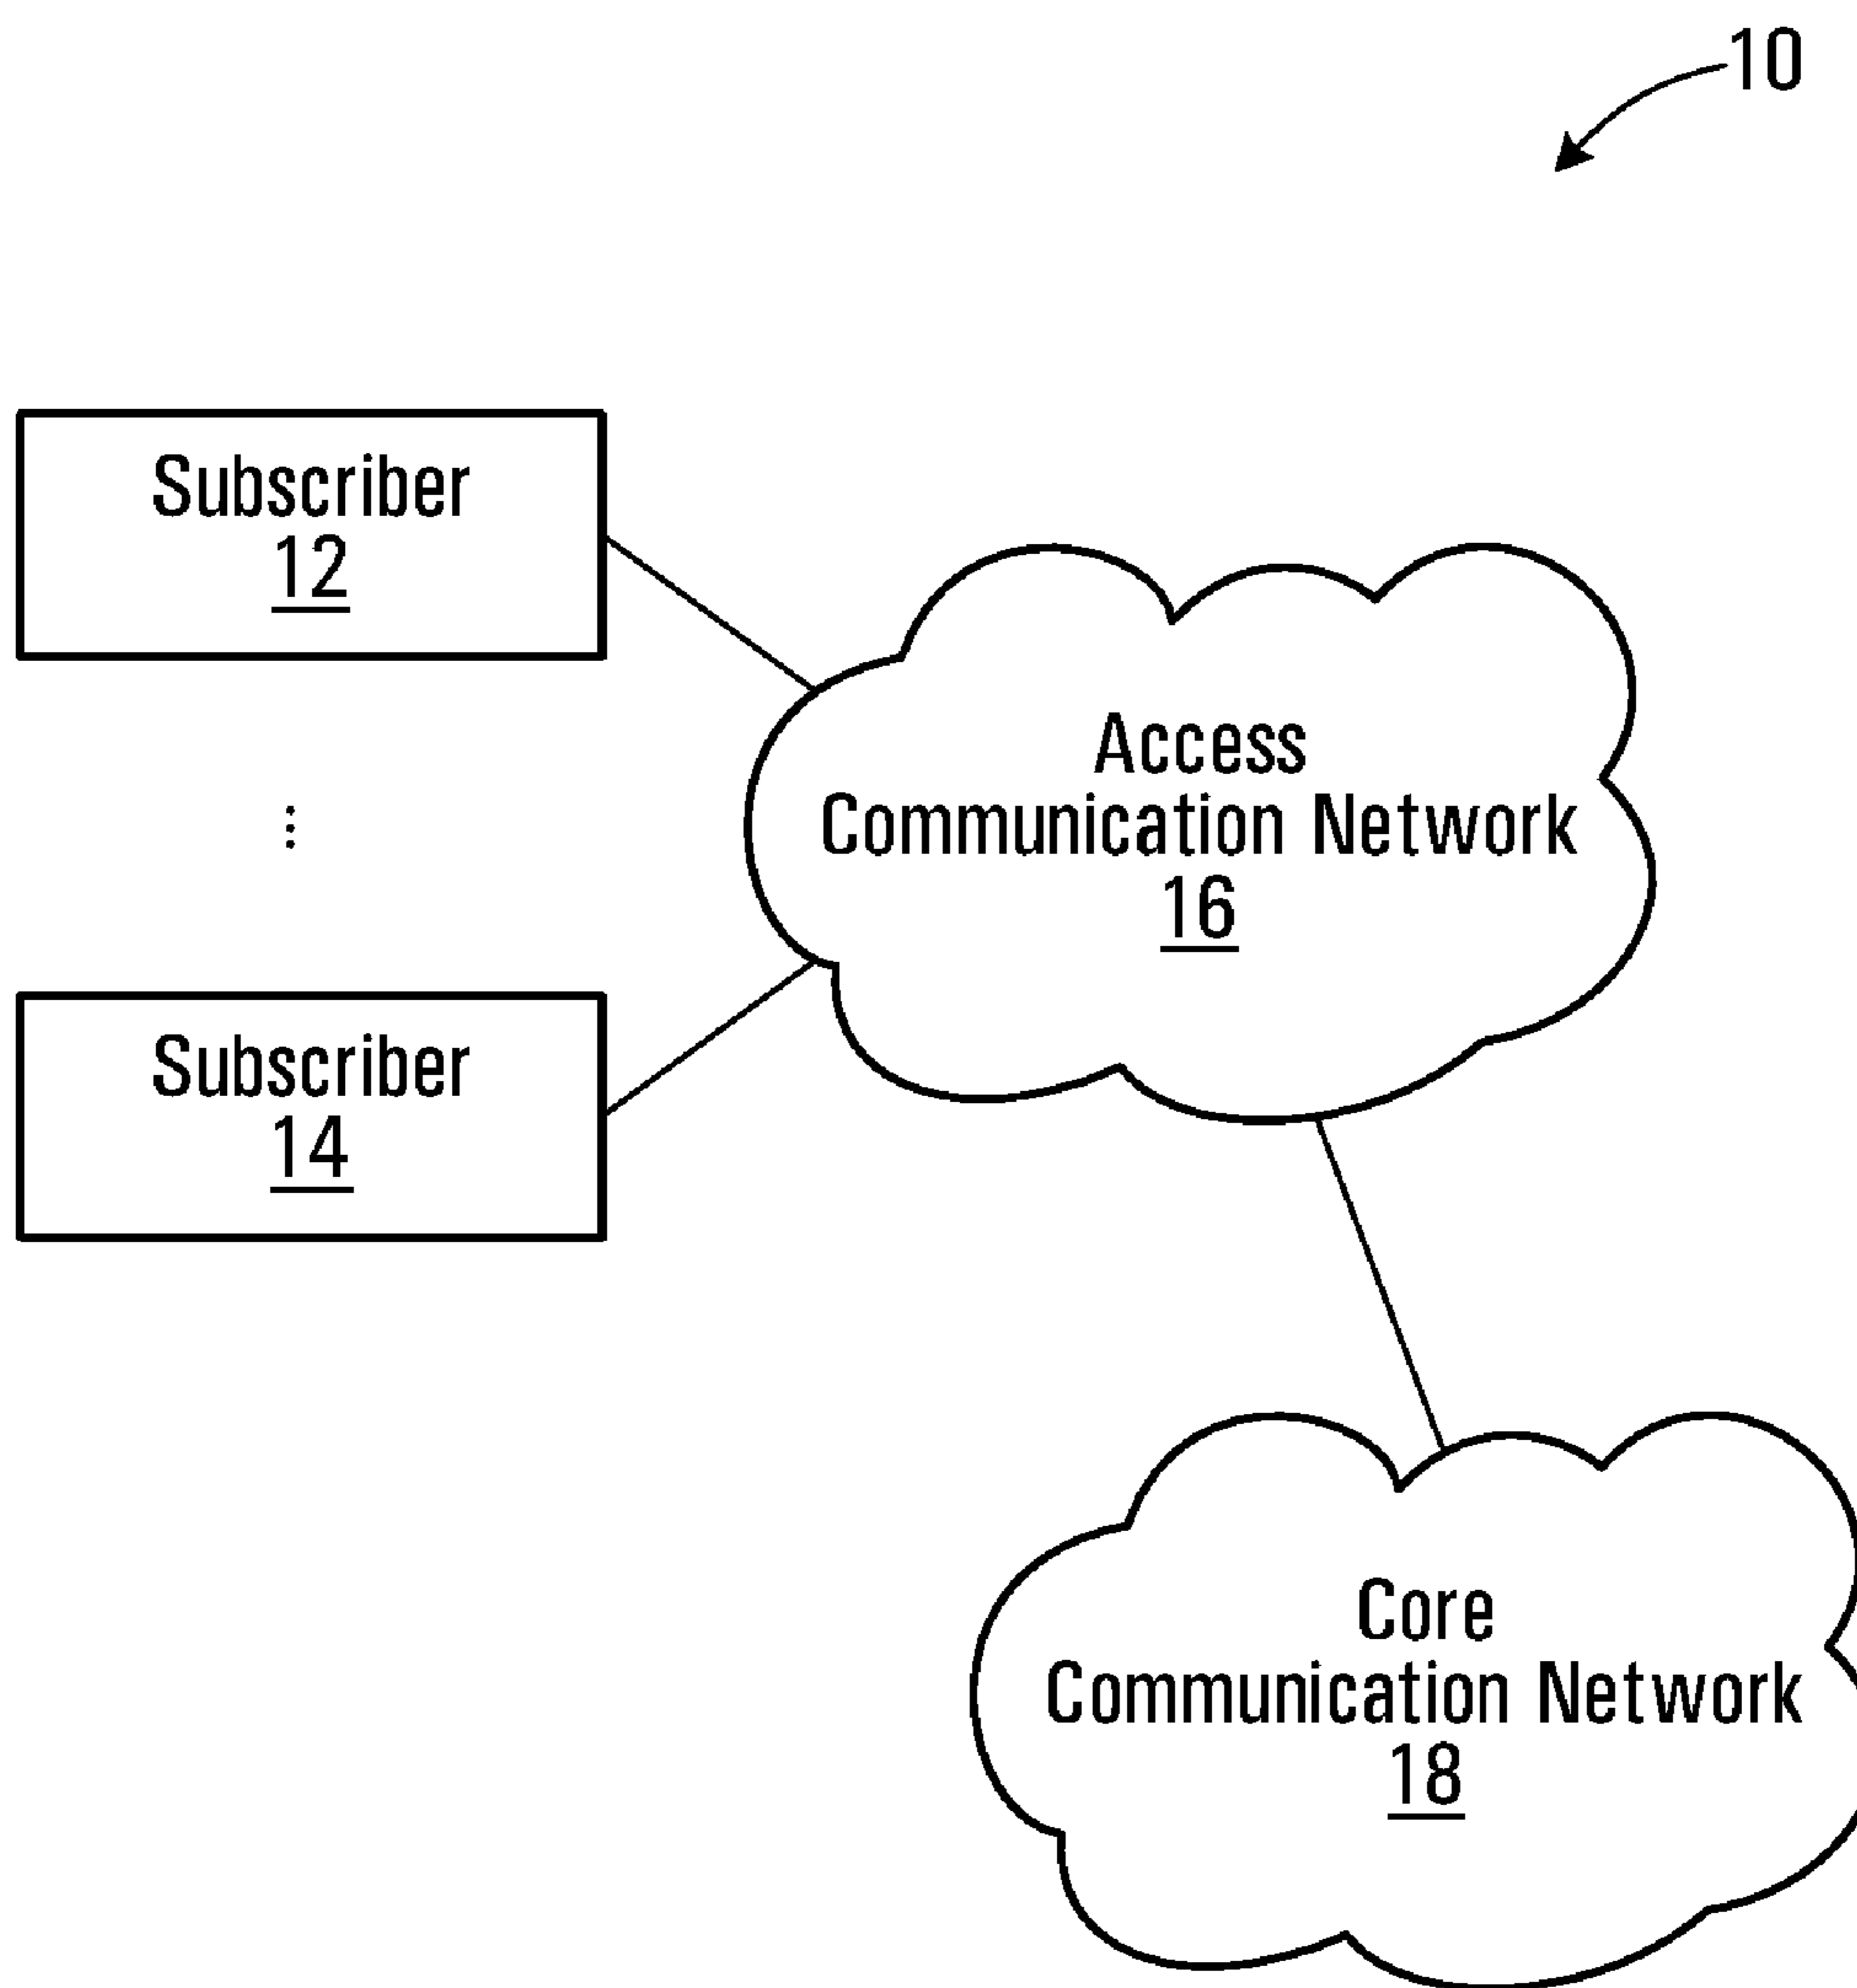 10
Subscriber
12
Access
Communication Network
16
Subscriber
14
Core
Communication Network
18